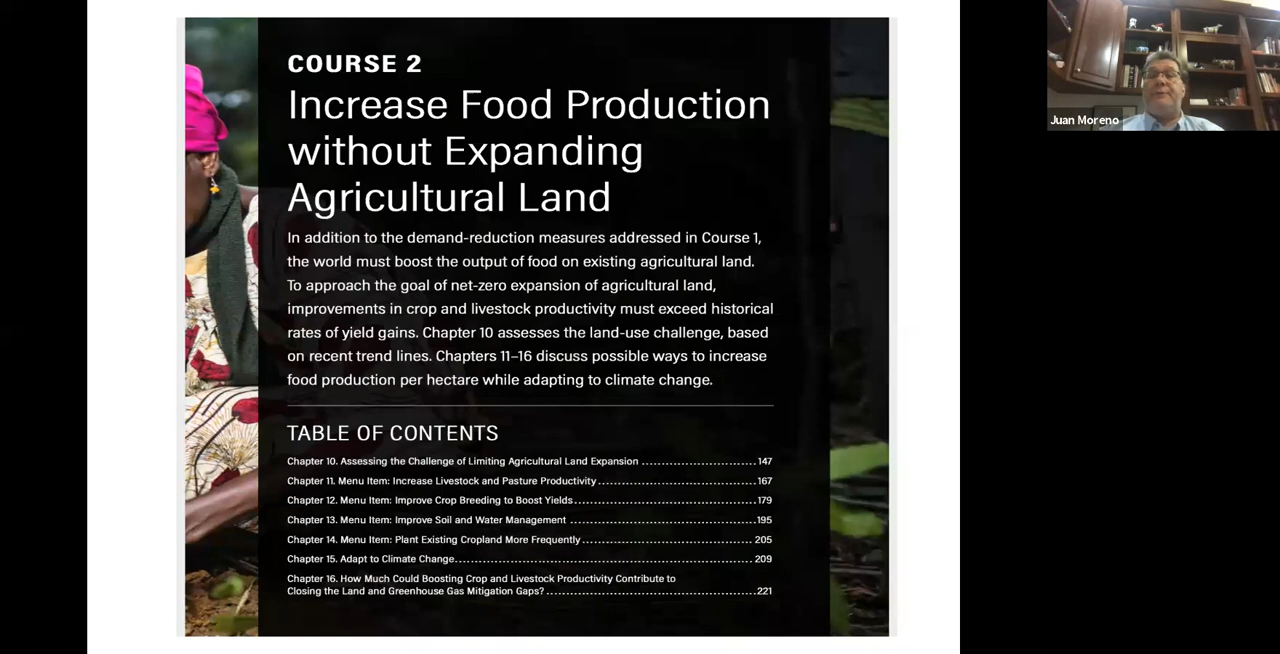 COURSE 2
Increase Food Production
without Expanding
Agricultural Land
In addition to the demand-reduction measures addressed in Course 1,
the world must boost the output of food on existing agricultural land.
To approach the goal of net-zero expansion of agricultural land,
improvements in crop and livestock productivity must exceed historical
rates of yield gains. Chapter 10 assesses the land-use challenge, based
on recent trend lines. Chapters 11–16 discuss possible ways to increase
food production per hectare while adapting to climate change.
TABLE OF CONTENTS
Chapter 10. Assessing the Challenge of Limiting Agricultural Land Expansion ..............................147
Chapter 11. Menu Item: Increase Livestock and Pasture Productivity..........................................167
Chapter 12. Menu Item: Improve Crop Breeding to Boost Yields................................................179
Chapter 13. Menu Item: Improve Soil and Water Management ................................................195
Chapter 14. Menu Item: Plant Existing Cropland More Frequently............................................. 205
Chapter 15. Adapt to Climate Change............................................................................. 209
Chapter 16. How Much Could Boosting Crop and Livestock Productivity Contribute to
Closing the Land and Greenhouse Gas Mitigation Gaps? .......................................................221
Juan Moreno